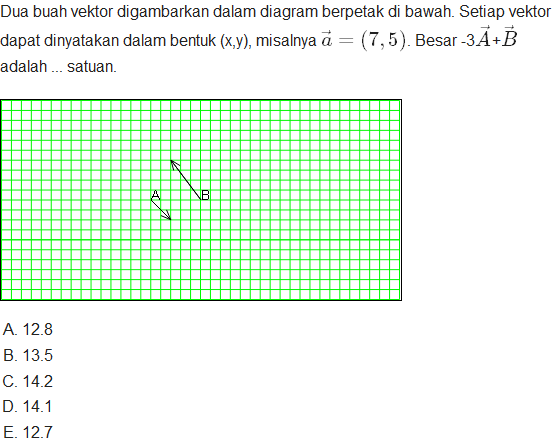 Dua buah vektor digambarkan dalam diagram berpetak di bawah. Setiap vektor
dapat dinyatakan dalam bentuk (x,y), misalnya $\vec{a} = (7, 5)$. Besar -3$\vec{A}$+$\vec{B}$
adalah ... satuan.
A
B
A. 12.8
B. 13.5
C. 14.2
D. 14.1
E. 12.7